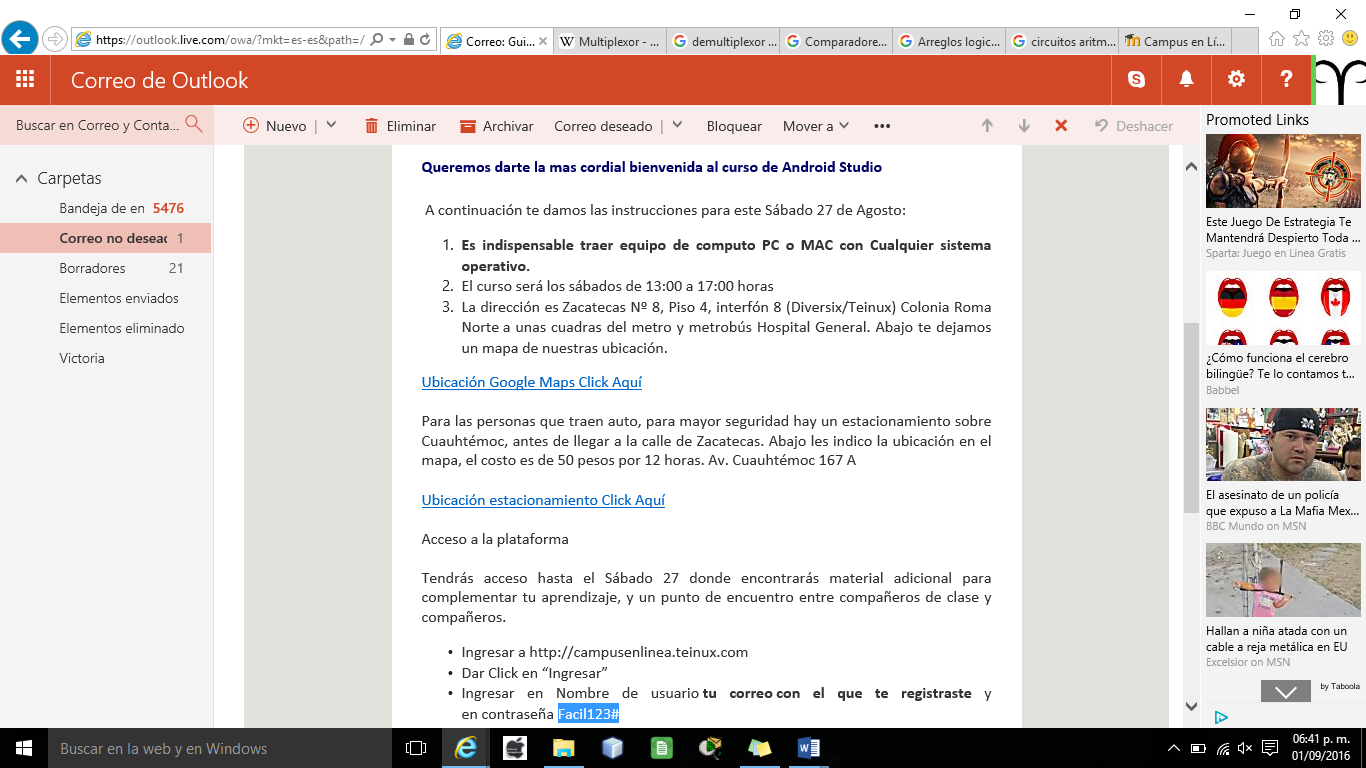 https://outlook.live.com/owa/?mkt=es-es&path=/
Correo: Gui...
Multiplexor - ...
demultiplexor ...
Comparadore...
Arreglos logic...
circuitos aritm...
Campus en Lí...
Correo de Outlook
Buscar en Correo y Conta...
Nuevo
Eliminar
Archivar
Correo deseado
Bloquear
Mover a
Deshacer
Carpetas
Bandeja de en 5476
Correo no deseac 1
Borradores 21
Elementos enviados
Elementos eliminado
Victoria
Queremos darte la mas cordial bienvenida al curso de Android Studio
A continuación te damos las instrucciones para este Sábado 27 de Agosto:
1. Es indispensable traer equipo de computo PC o MAC con Cualquier sistema
operativo.
2. El curso será los sábados de 13:00 a 17:00 horas
3. La dirección es Zacatecas Nº 8, Piso 4, interfón 8 (Diversix/Teinux) Colonia Roma
Norte a unas cuadras del metro y metrobús Hospital General. Abajo te dejamos
un mapa de nuestras ubicación.
Ubicación Google Maps Click Aquí
Para las personas que traen auto, para mayor seguridad hay un estacionamiento sobre
Cuauhtémoc, antes de llegar a la calle de Zacatecas. Abajo les indico la ubicación en el
mapa, el costo es de 50 pesos por 12 horas. Av. Cuauhtémoc 167 A
Ubicación estacionamiento Click Aquí
Acceso a la plataforma
Tendrás acceso hasta el Sábado 27 donde encontrarás material adicional para
complementar tu aprendizaje, y un punto de encuentro entre compañeros de clase y
compañeros.
• Ingresar a http://campusenlinea.teinux.com
• Dar Click en “Ingresar”
• Ingresar en Nombre de usuario tu correo con el que te registraste y
en contraseña Facil123#
Promoted Links
Este Juego De Estrategia Te
Mantendrá Despierto Toda ...
Sparta: Juego en Linea Gratis
¿Cómo funciona el cerebro
bilingüe? Te lo contamos t...
Babbel
El asesinato de un policía
que expuso a La Mafia Mex...
BBC Mundo on MSN
Hallan a niña atada con un
cable a reja metálica en EU
Excelsior on MSN
by Taboola
Buscar en la web y en Windows
06:41 p. m.
01/09/2016